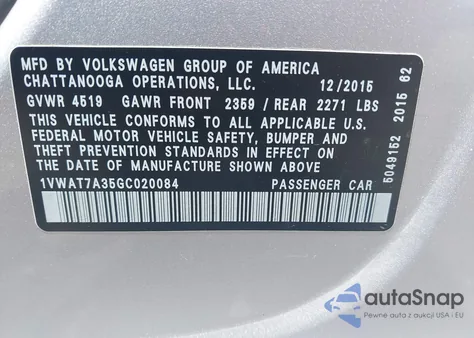 MFD BY VOLKSWAGEN GROUP OF AMERICA
CHATTANOOGA OPERATIONS, LLC. 12/2015
GVWR 4519 GAWR FRONT 2359 / REAR 2271 LBS
THIS VEHICLE CONFORMS TO ALL APPLICABLE U.S.
FEDERAL MOTOR VEHICLE SAFETY, BUMPER AND
THEFT PREVENTION STANDARDS IN EFFECT ON
THE DATE OF MANUFACTURE SHOWN ABOVE
1VWAT7A35GC020084 PASSENGER CAR
5049152 2015 62
autoSnap
Pewne auta z aukcji USA i EU